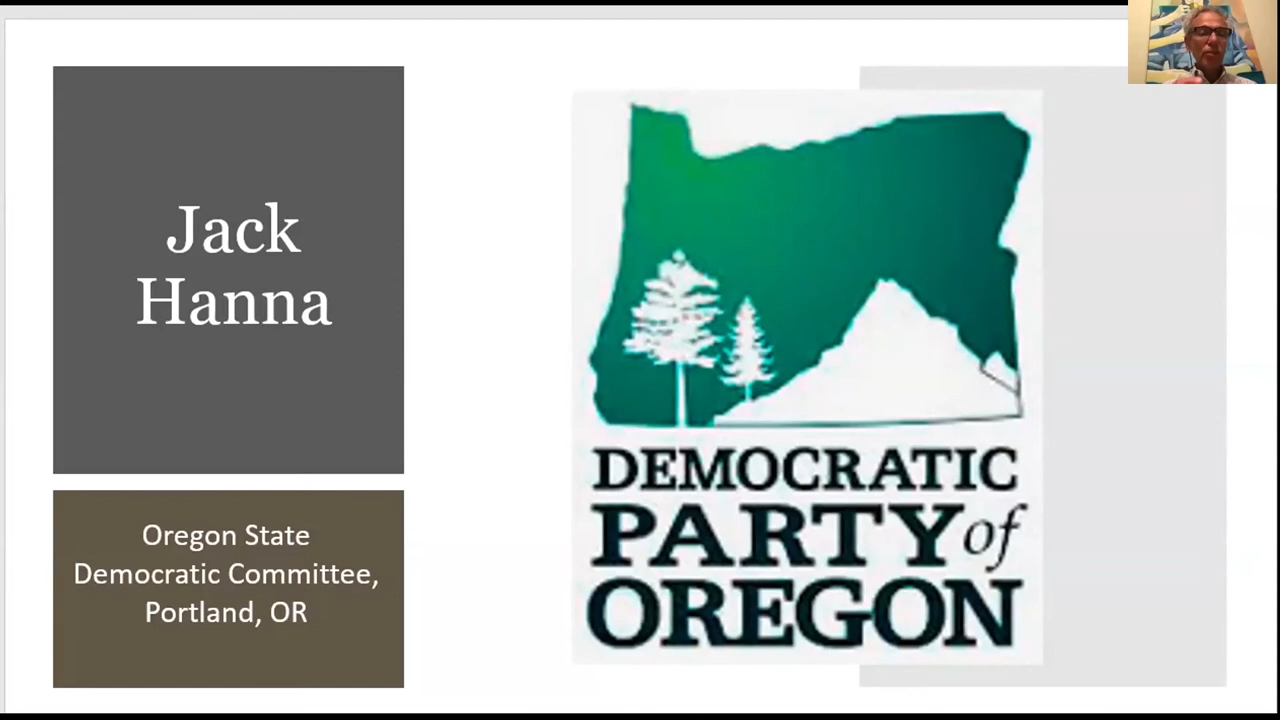 Jack
Hanna
Oregon State
Democratic Committee,
Portland, OR
DEMOCRATIC
PARTY of
OREGON